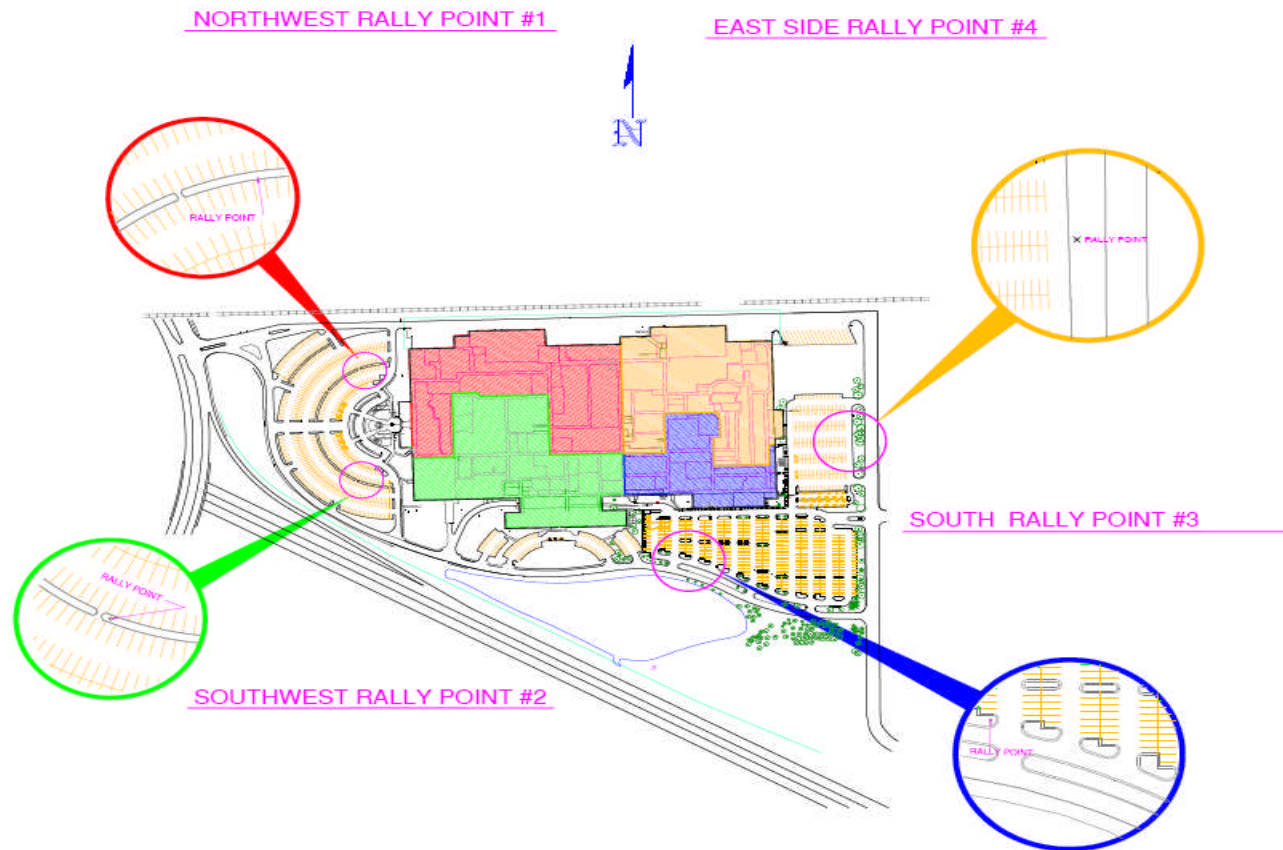 NORTHWEST RALLY POINT #1
EAST SIDE RALLY POINT #4
N
RALLY POINT
RALLY POINT
SOUTH RALLY POINT #3
RALLY POINT
SOUTHWEST RALLY POINT #2
RALLY POINT